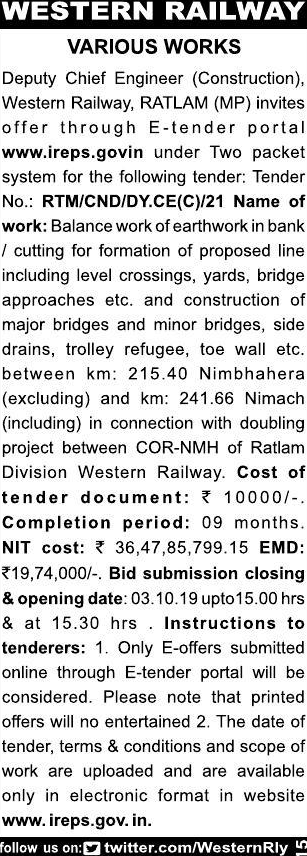 WESTERN RAILWAY
VARIOUS WORKS
Deputy Chief Engineer (Construction),
Western Railway, RATLAM (MP) invites
offer through E-tender portal
www.ireps.govin under Two packet
system for the following tender: Tender
No.: RTM/CND/DY.CE(C)/21 Name of
work: Balance work of earthwork in bank
/ cutting for formation of proposed line
including level crossings, yards, bridge
approaches etc. and construction of
major bridges and minor bridges, side
drains, trolley refugee, toe wall etc.
between km: 215.40 Nimbhahera
(excluding) and km: 241.66 Nimach
(including) in connection with doubling
project between COR-NMH of Ratlam
Division Western Railway. Cost of
tender document: ₹ 10000/-.
Completion period: 09 months.
NIT cost: ₹ 36,47,85,799.15 EMD:
₹19,74,000/-. Bid submission closing
& opening date: 03.10.19 upto15.00 hrs
& at 15.30 hrs . Instructions to
tenderers: 1. Only E-offers submitted
online through E-tender portal will be
considered. Please note that printed
offers will no entertained 2. The date of
tender, terms & conditions and scope of
work are uploaded and are available
only in electronic format in website
www. ireps.gov. in.
follow us on: twitter.com/WesternRly